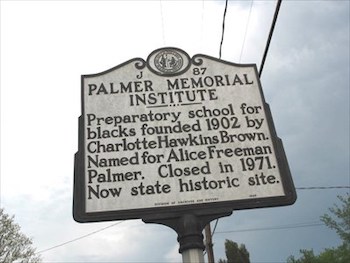 J 87
PALMER MEMORIAL
INSTITUTE
Preparatory school for
blacks founded 1902 by
Charlotte Hawkins Brown.
Named for Alice Freeman
Palmer. Closed in 1971.
Now state historic site.